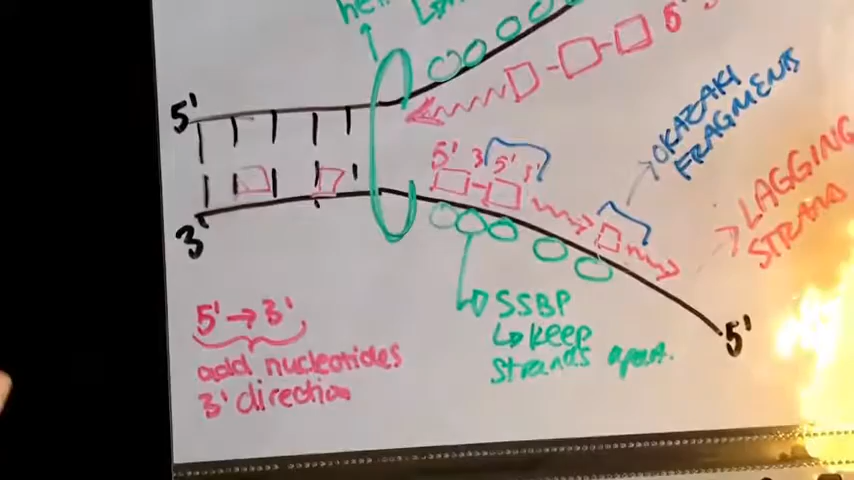 5'
5'
OKAZAKI
FRAGMENTS
5' 3' 5' 3'
LAGGING
STRAND
3'
SSBP
↳ keep
strands apart.
5'
5' → 3'
add nucleotides
3' direction